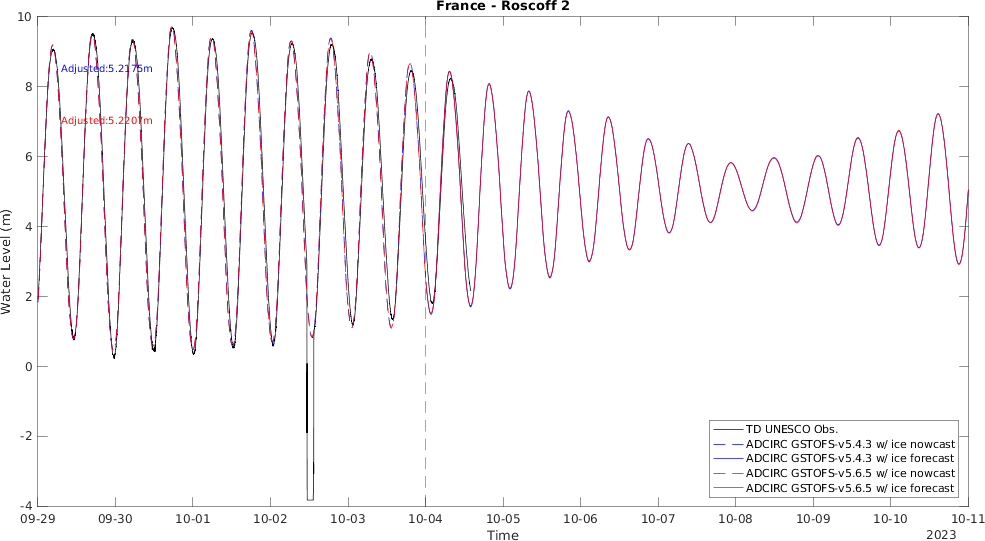 France - Roscoff 2
10
8
6
4
2
0
-2
-4
Water Level (m)
Adjusted:5.2175m
Adjusted:5.2207m
TD UNESCO Obs.
ADCIRC GSTOFS-v5.4.3 w/ ice nowcast
ADCIRC GSTOFS-v5.4.3 w/ ice forecast
ADCIRC GSTOFS-v5.6.5 w/ ice nowcast
ADCIRC GSTOFS-v5.6.5 w/ ice forecast
09-29 09-30 10-01 10-02 10-03 10-04 10-05 10-06 10-07 10-08 10-09 10-10 10-11
Time
2023